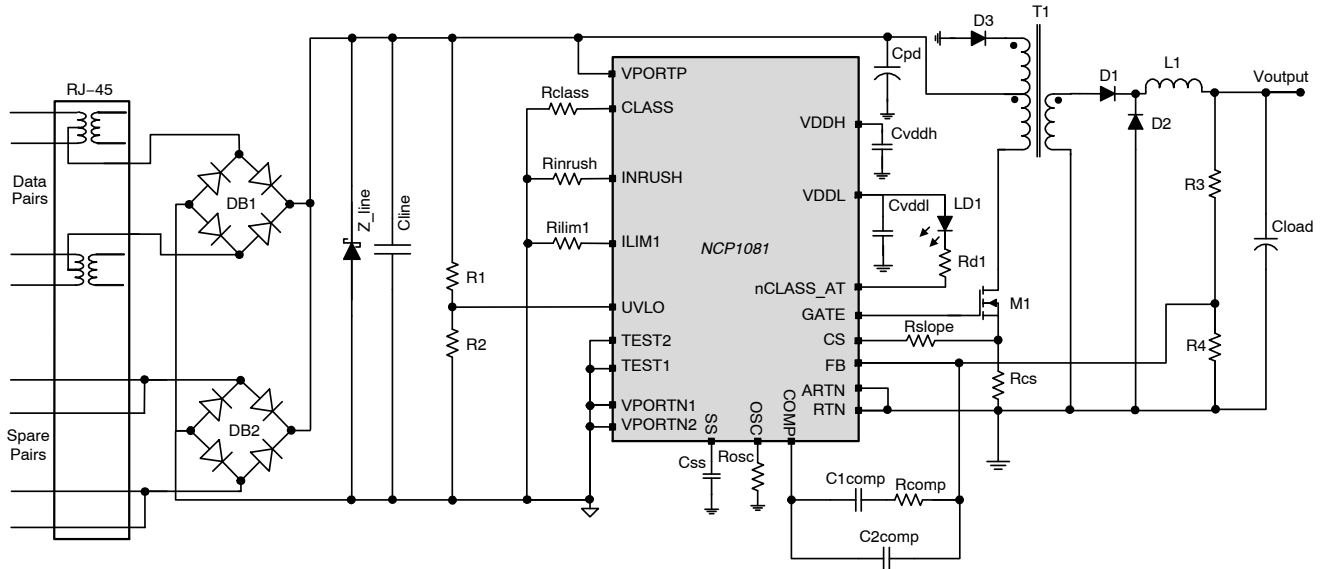 RJ−45
Data
Pairs
Spare
Pairs
DB1
DB2
Z_line
Cline
R1
R2
Rclass
Rinrush
Rilim1
VPORTP
CLASS
INRUSH
ILIM1
UVLO
TEST2
TEST1
VPORTN1
VPORTN2
NCP1081
VDDH
VDDL
nCLASS_AT
GATE
CS
FB
ARTN
RTN
SS
OSC
COMP
Css
Rosc
C1comp
Rcomp
C2comp
Cpd
Cvddh
Cvddl
LD1
Rd1
Rslope
M1
Rcs
D3
T1
D1
D2
L1
Voutput
R3
R4
Cload